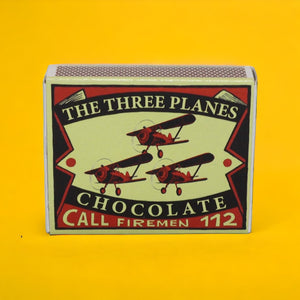 THE THREE PLANES
CHOCOLATE
CALL FIREMEN 112